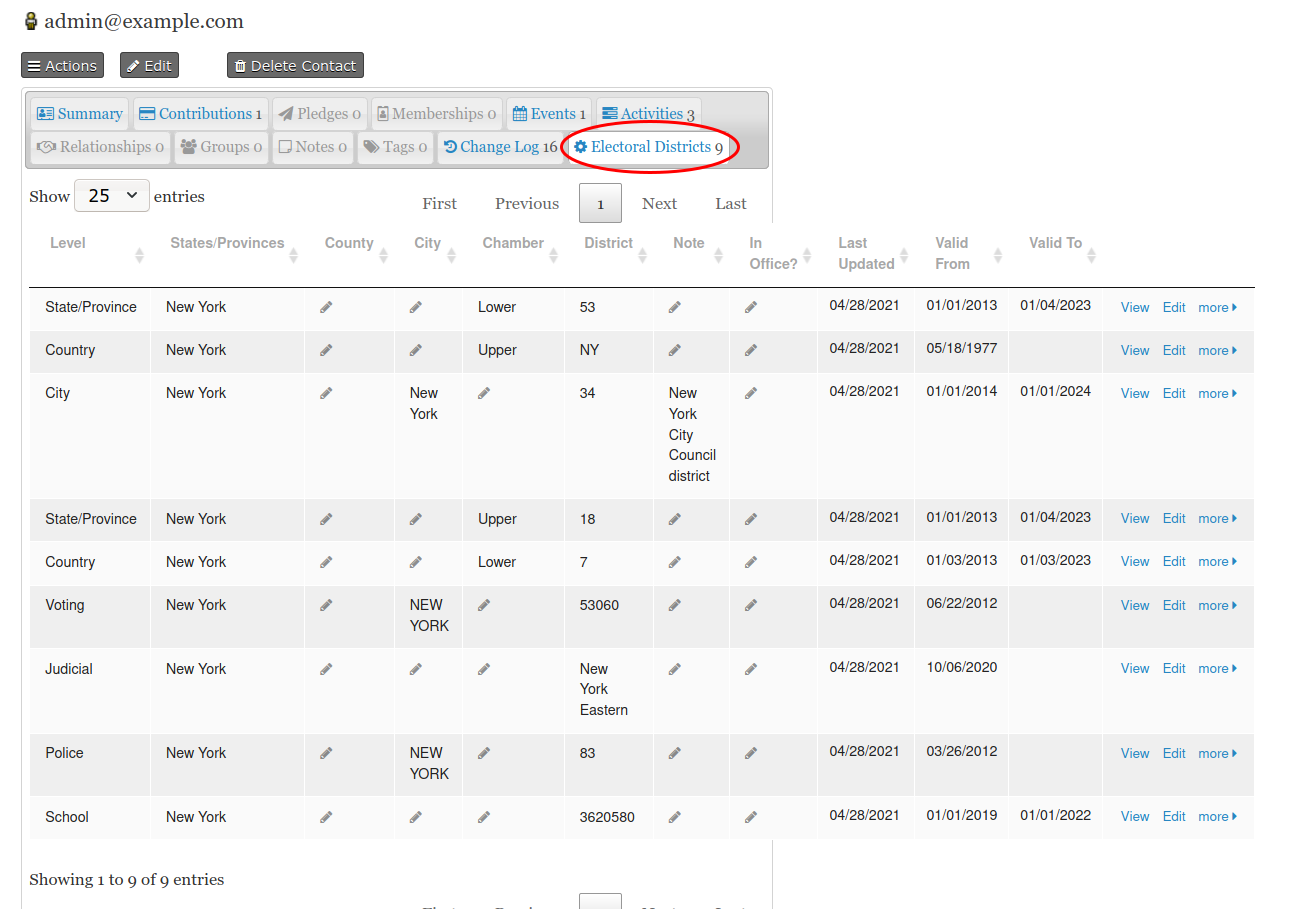 admin@example.com
Actions Edit Delete Contact
Summary Contributions 1 Pledges 0 Memberships 0 Events 1 Activities 3
Relationships 0 Groups 0 Notes 0 Tags 0 Change Log 16 Electoral Districts 9
Show 25 entries First Previous 1 Next Last
Level States/Provinces County City Chamber District Note In Office? Last Updated Valid From Valid To
State/Province New York Lower 53 04/28/2021 01/01/2013 01/04/2023 View Edit more
Country New York Upper NY 04/28/2021 05/18/1977 View Edit more
City New York New York 34 New York City Council district 04/28/2021 01/01/2014 01/01/2024 View Edit more
State/Province New York Upper 18 04/28/2021 01/01/2013 01/04/2023 View Edit more
Country New York Lower 7 04/28/2021 01/03/2013 01/03/2023 View Edit more
Voting New York NEW YORK 53060 04/28/2021 06/22/2012 View Edit more
Judicial New York New York Eastern 04/28/2021 10/06/2020 View Edit more
Police New York NEW YORK 83 04/28/2021 03/26/2012 View Edit more
School New York 3620580 04/28/2021 01/01/2019 01/01/2022 View Edit more
Showing 1 to 9 of 9 entries